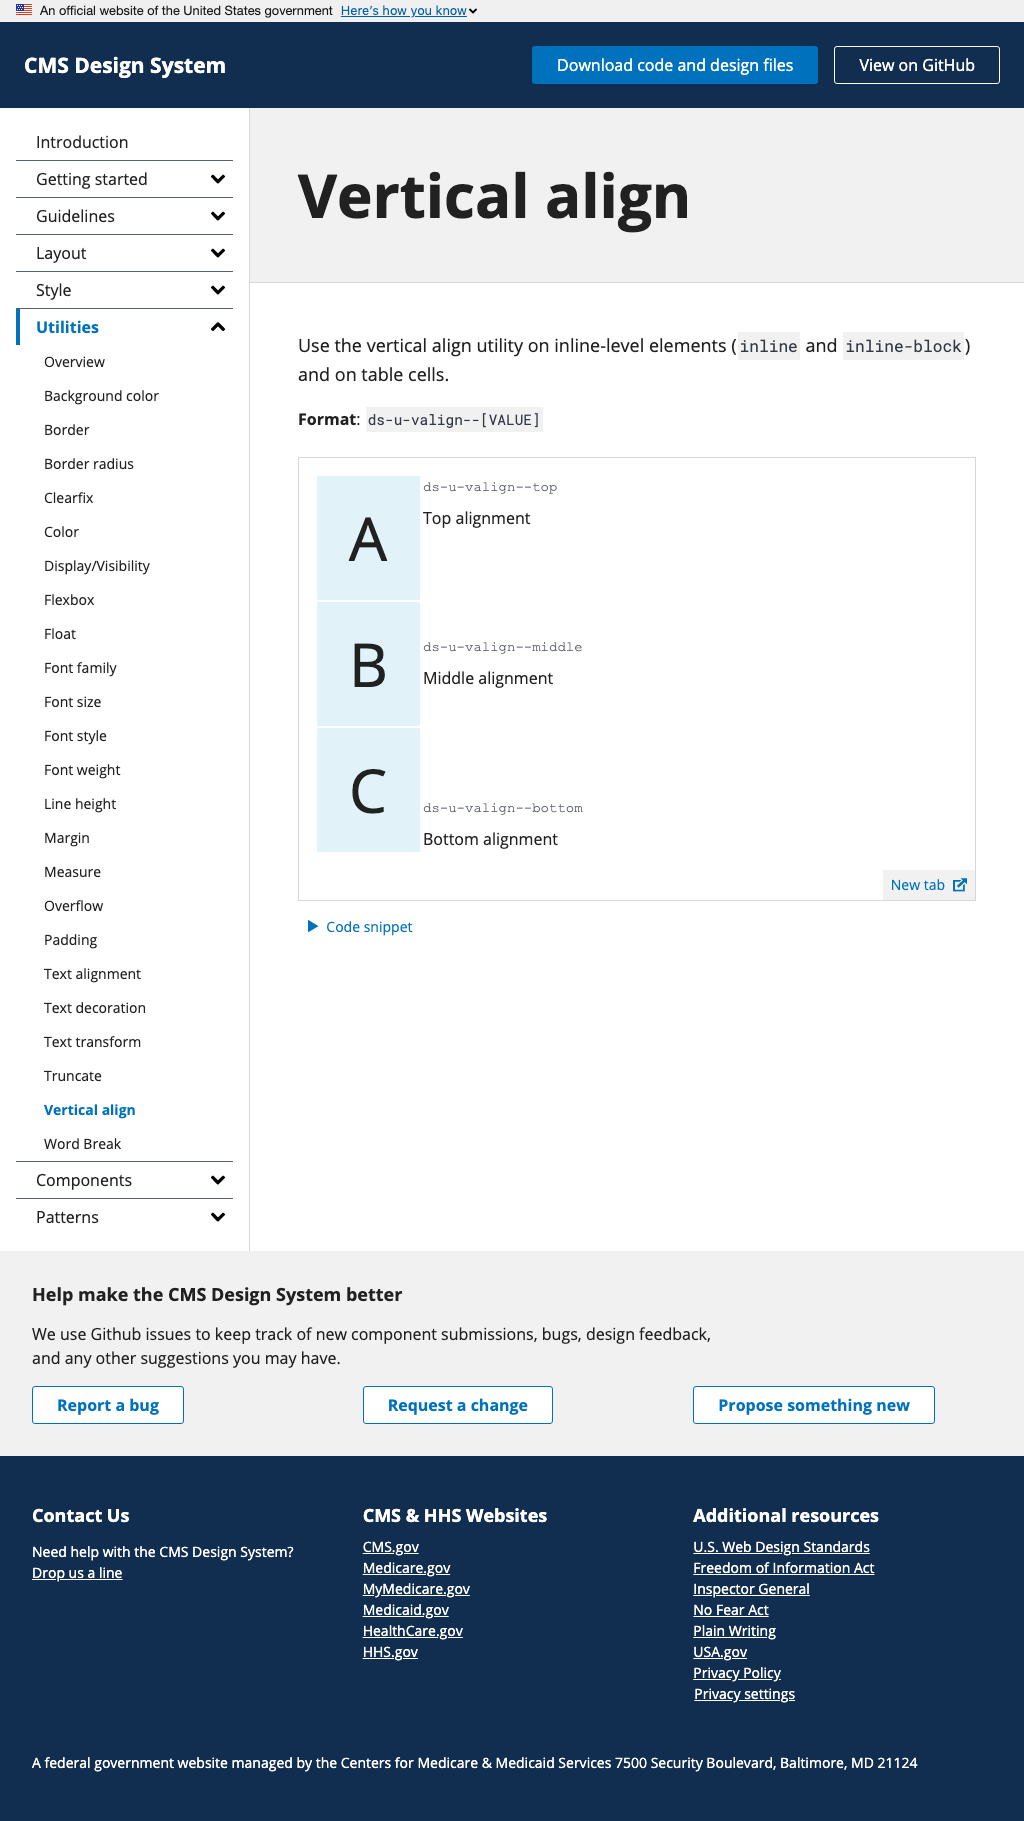 An official website of the United States government Here's how you know
CMS Design System
Download code and design files
View on GitHub
Introduction
Getting started
Guidelines
Layout
Style
Utilities
Overview
Background color
Border
Border radius
Clearfix
Color
Display/Visibility
Flexbox
Float
Font family
Font size
Font style
Font weight
Line height
Margin
Measure
Overflow
Padding
Text alignment
Text decoration
Text transform
Truncate
Vertical align
Word Break
Components
Patterns
Vertical align
Use the vertical align utility on inline-level elements (inline and inline-block)
and on table cells.
Format: ds-u-valign--[VALUE]
A
ds-u-valign--top
Top alignment
B
ds-u-valign--middle
Middle alignment
C
ds-u-valign--bottom
Bottom alignment
New tab
Code snippet
Help make the CMS Design System better
We use Github issues to keep track of new component submissions, bugs, design feedback,
and any other suggestions you may have.
Report a bug
Request a change
Propose something new
Contact Us
Need help with the CMS Design System?
Drop us a line
CMS & HHS Websites
CMS.gov
Medicare.gov
MyMedicare.gov
Medicaid.gov
HealthCare.gov
HHS.gov
Additional resources
U.S. Web Design Standards
Freedom of Information Act
Inspector General
No Fear Act
Plain Writing
USA.gov
Privacy Policy
Privacy settings
A federal government website managed by the Centers for Medicare & Medicaid Services 7500 Security Boulevard, Baltimore, MD 21124